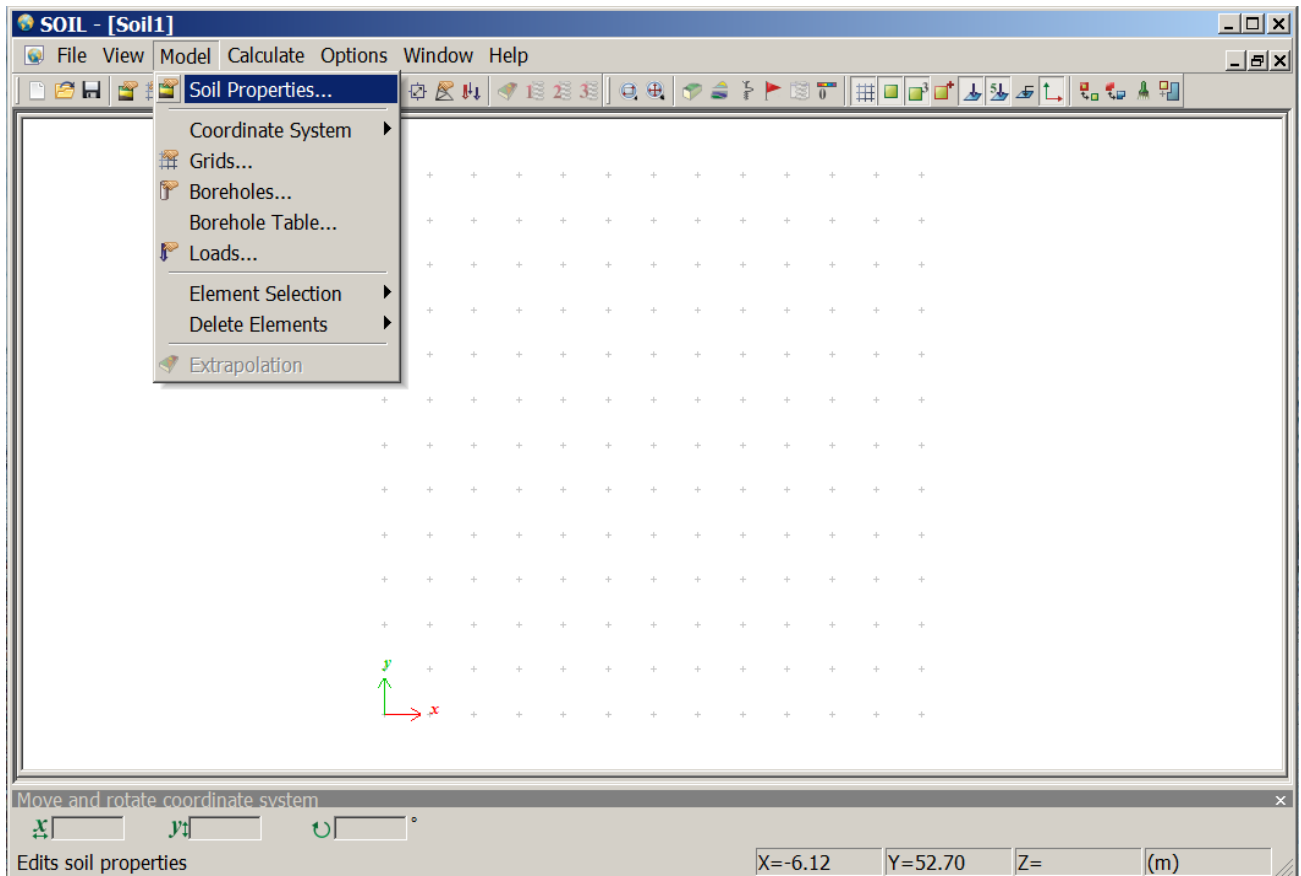 SOIL - [Soil1]
File View Model Calculate Options Window Help
Soil Properties...
Coordinate System
Grids...
Boreholes...
Borehole Table...
Loads...
Element Selection
Delete Elements
Extrapolation
y
x
Move and rotate coordinate system
x y °
Edits soil properties X=-6.12 Y=52.70 Z= (m)